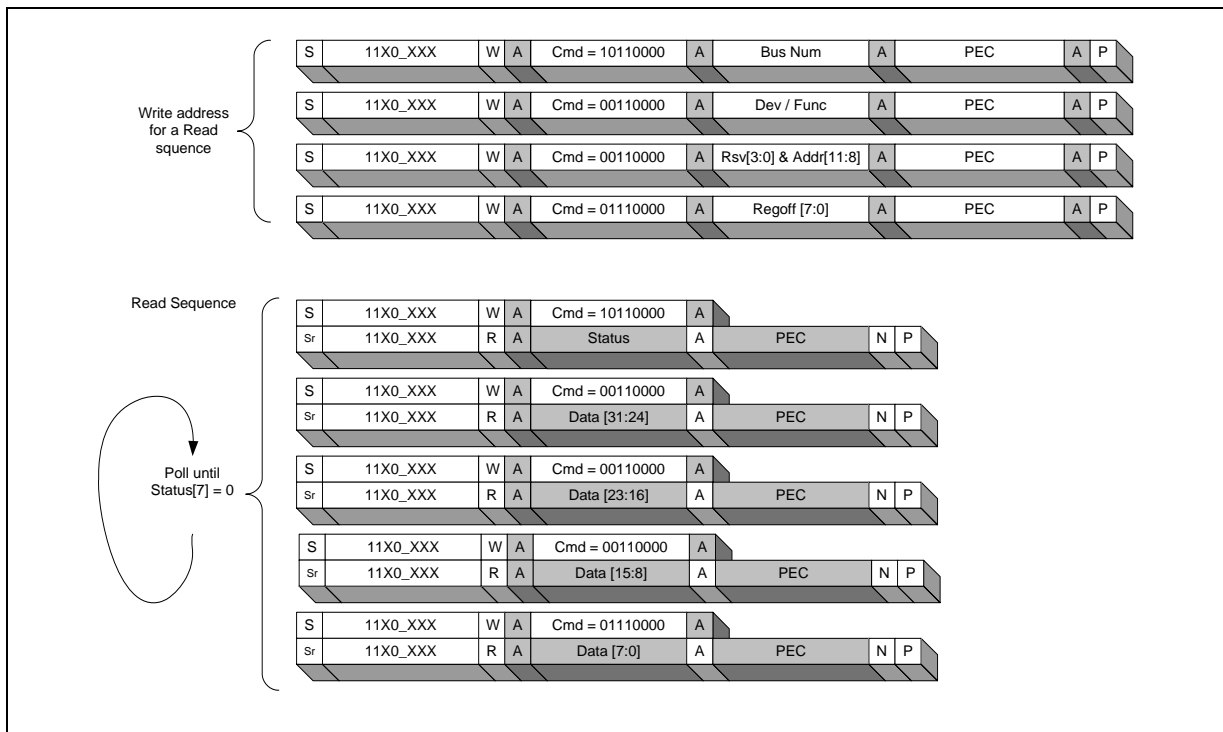 S 11X0_XXX W A Cmd = 10110000 A Bus Num A PEC A P
Write address
for a Read
squence
S 11X0_XXX W A Cmd = 00110000 A Dev / Func A PEC A P
S 11X0_XXX W A Cmd = 00110000 A Rsv[3:0] & Addr[11:8] A PEC A P
S 11X0_XXX W A Cmd = 01110000 A Regoff [7:0] A PEC A P
Read Sequence
S 11X0_XXX W A Cmd = 10110000 A
Sr 11X0_XXX R A Status A PEC N P
S 11X0_XXX W A Cmd = 00110000 A
Sr 11X0_XXX R A Data [31:24] A PEC N P
Poll until
Status[7] = 0
S 11X0_XXX W A Cmd = 00110000 A
Sr 11X0_XXX R A Data [23:16] A PEC N P
S 11X0_XXX W A Cmd = 00110000 A
Sr 11X0_XXX R A Data [15:8] A PEC N P
S 11X0_XXX W A Cmd = 01110000 A
Sr 11X0_XXX R A Data [7:0] A PEC N P